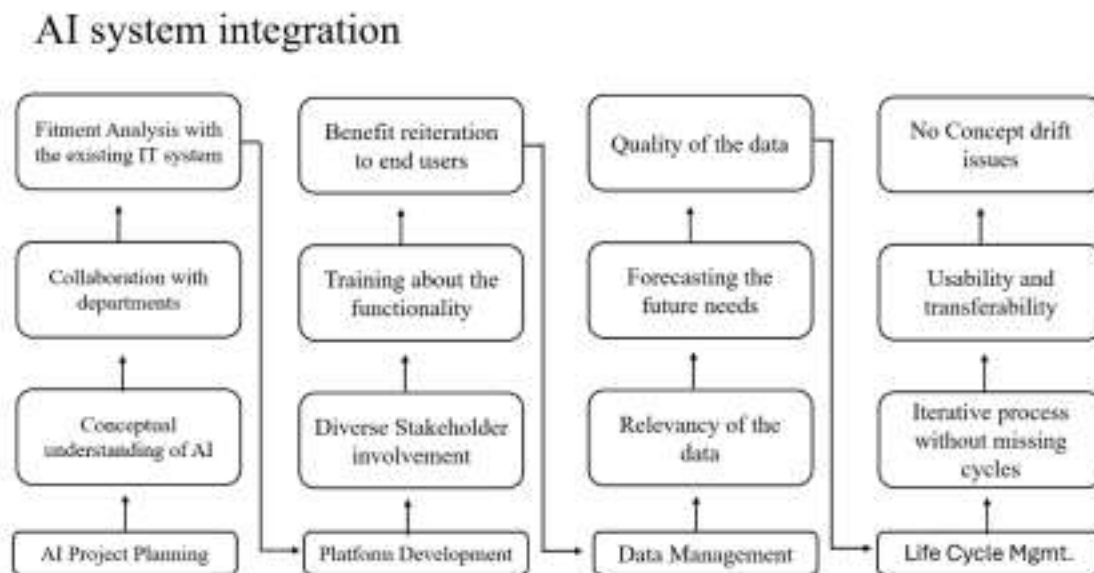 AI system integration
Fitment Analysis with
the existing IT system
Collaboration with
departments
Conceptual
understanding of AI
AI Project Planning
Benefit reiteration
to end users
Training about the
functionality
Diverse Stakeholder
involvement
Platform Development
Quality of the data
Forecasting the
future needs
Relevancy of the
data
Data Management
No Concept drift
issues
Usability and
transferability
Iterative process
without missing
cycles
Life Cycle Mgmt.